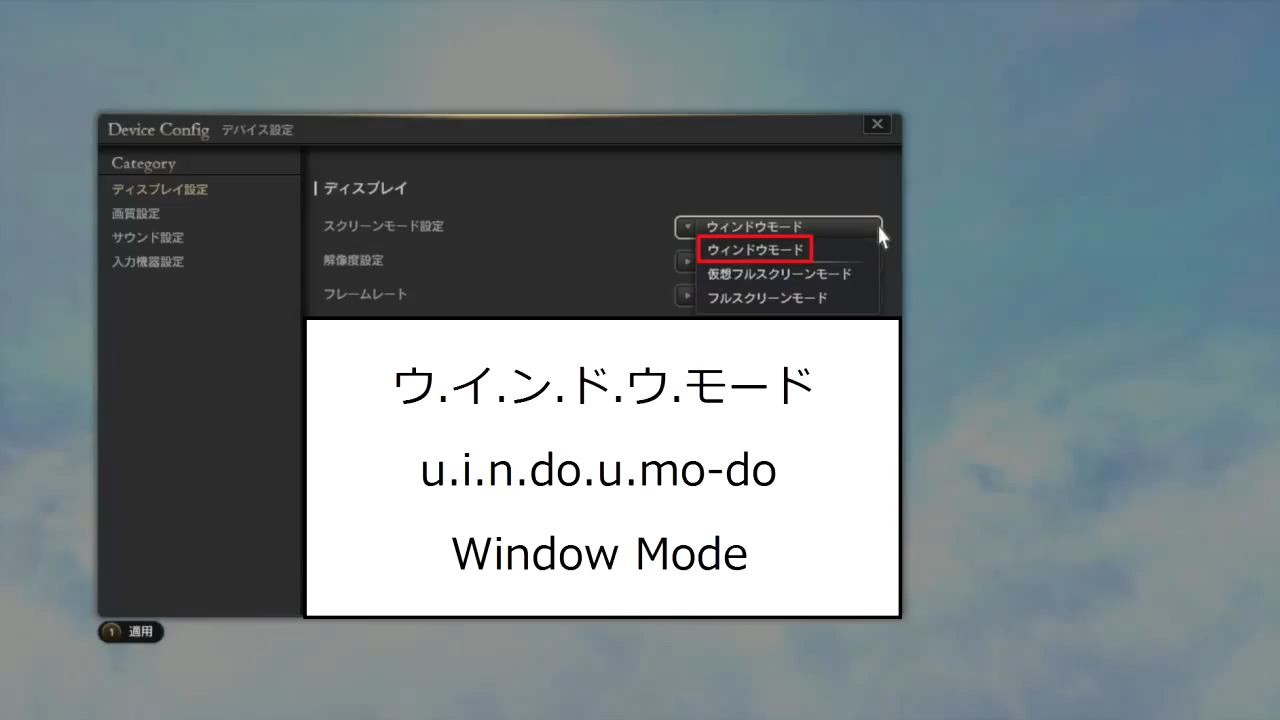 Device Config デバイス設定
Category
ディスプレイ設定
画質設定
サウンド設定
入力機器設定
ディスプレイ
スクリーンモード設定
ウィンドウモード
ウィンドウモード
仮想フルスクリーンモード
フルスクリーンモード
解像度設定
フレームレート
ウ.イ.ン.ド.ウ.モード
u.i.n.do.u.mo-do
Window Mode
1 適用